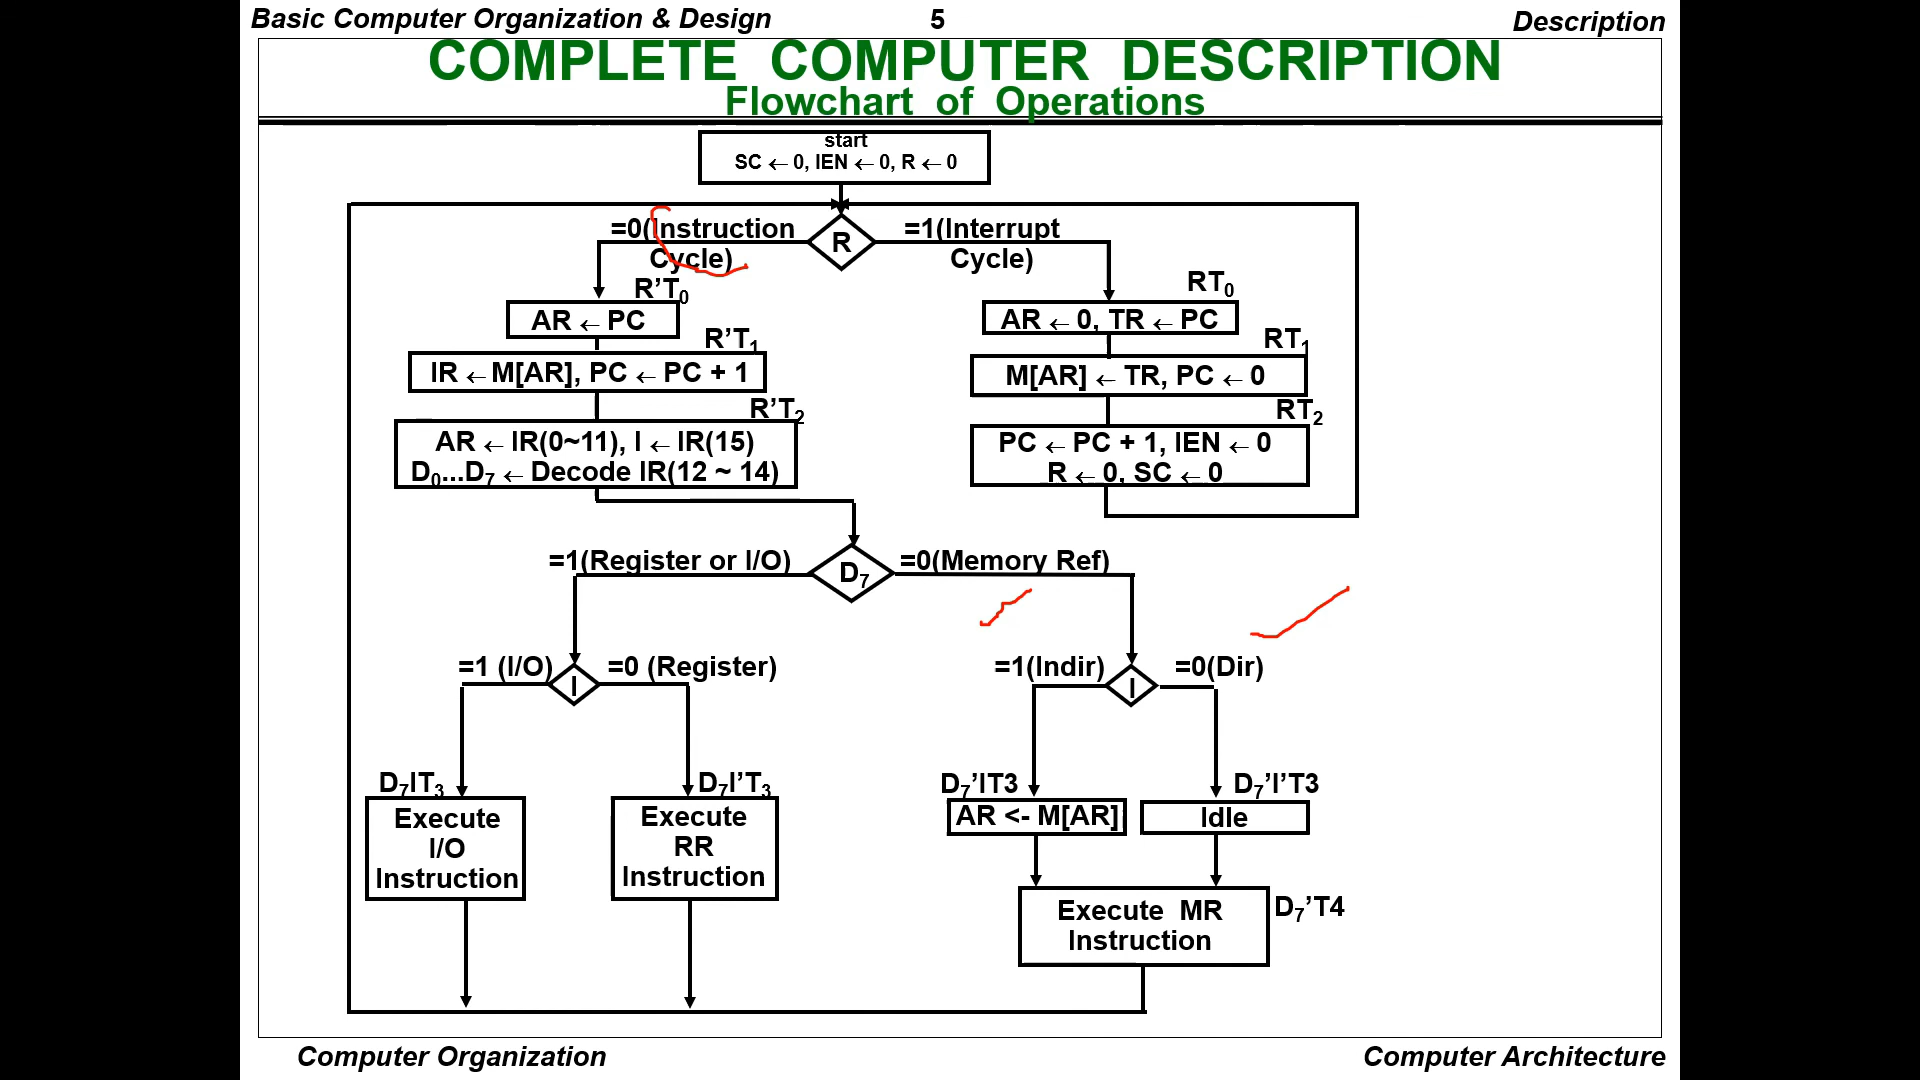 Basic Computer Organization & Design
5
Description
COMPLETE COMPUTER DESCRIPTION
Flowchart of Operations
start
SC ← 0, IEN ← 0, R ← 0
=0(Instruction
Cycle)
R
=1(Interrupt
Cycle)
R’T0
AR ← PC
R’T1
IR ← M[AR], PC ← PC + 1
R’T2
AR ← IR(0~11), I ← IR(15)
D0...D7 ← Decode IR(12 ~ 14)
RT0
AR ← 0, TR ← PC
RT1
M[AR] ← TR, PC ← 0
RT2
PC ← PC + 1, IEN ← 0
R ← 0, SC ← 0
=1(Register or I/O)
D7
=0(Memory Ref)
=1 (I/O)
I
=0 (Register)
=1(Indir)
I
=0(Dir)
D7IT3
Execute
I/O
Instruction
D7I’T3
Execute
RR
Instruction
D7’IT3
AR <- M[AR]
D7’I’T3
Idle
Execute MR
Instruction
D7’T4
Computer Organization
Computer Architecture